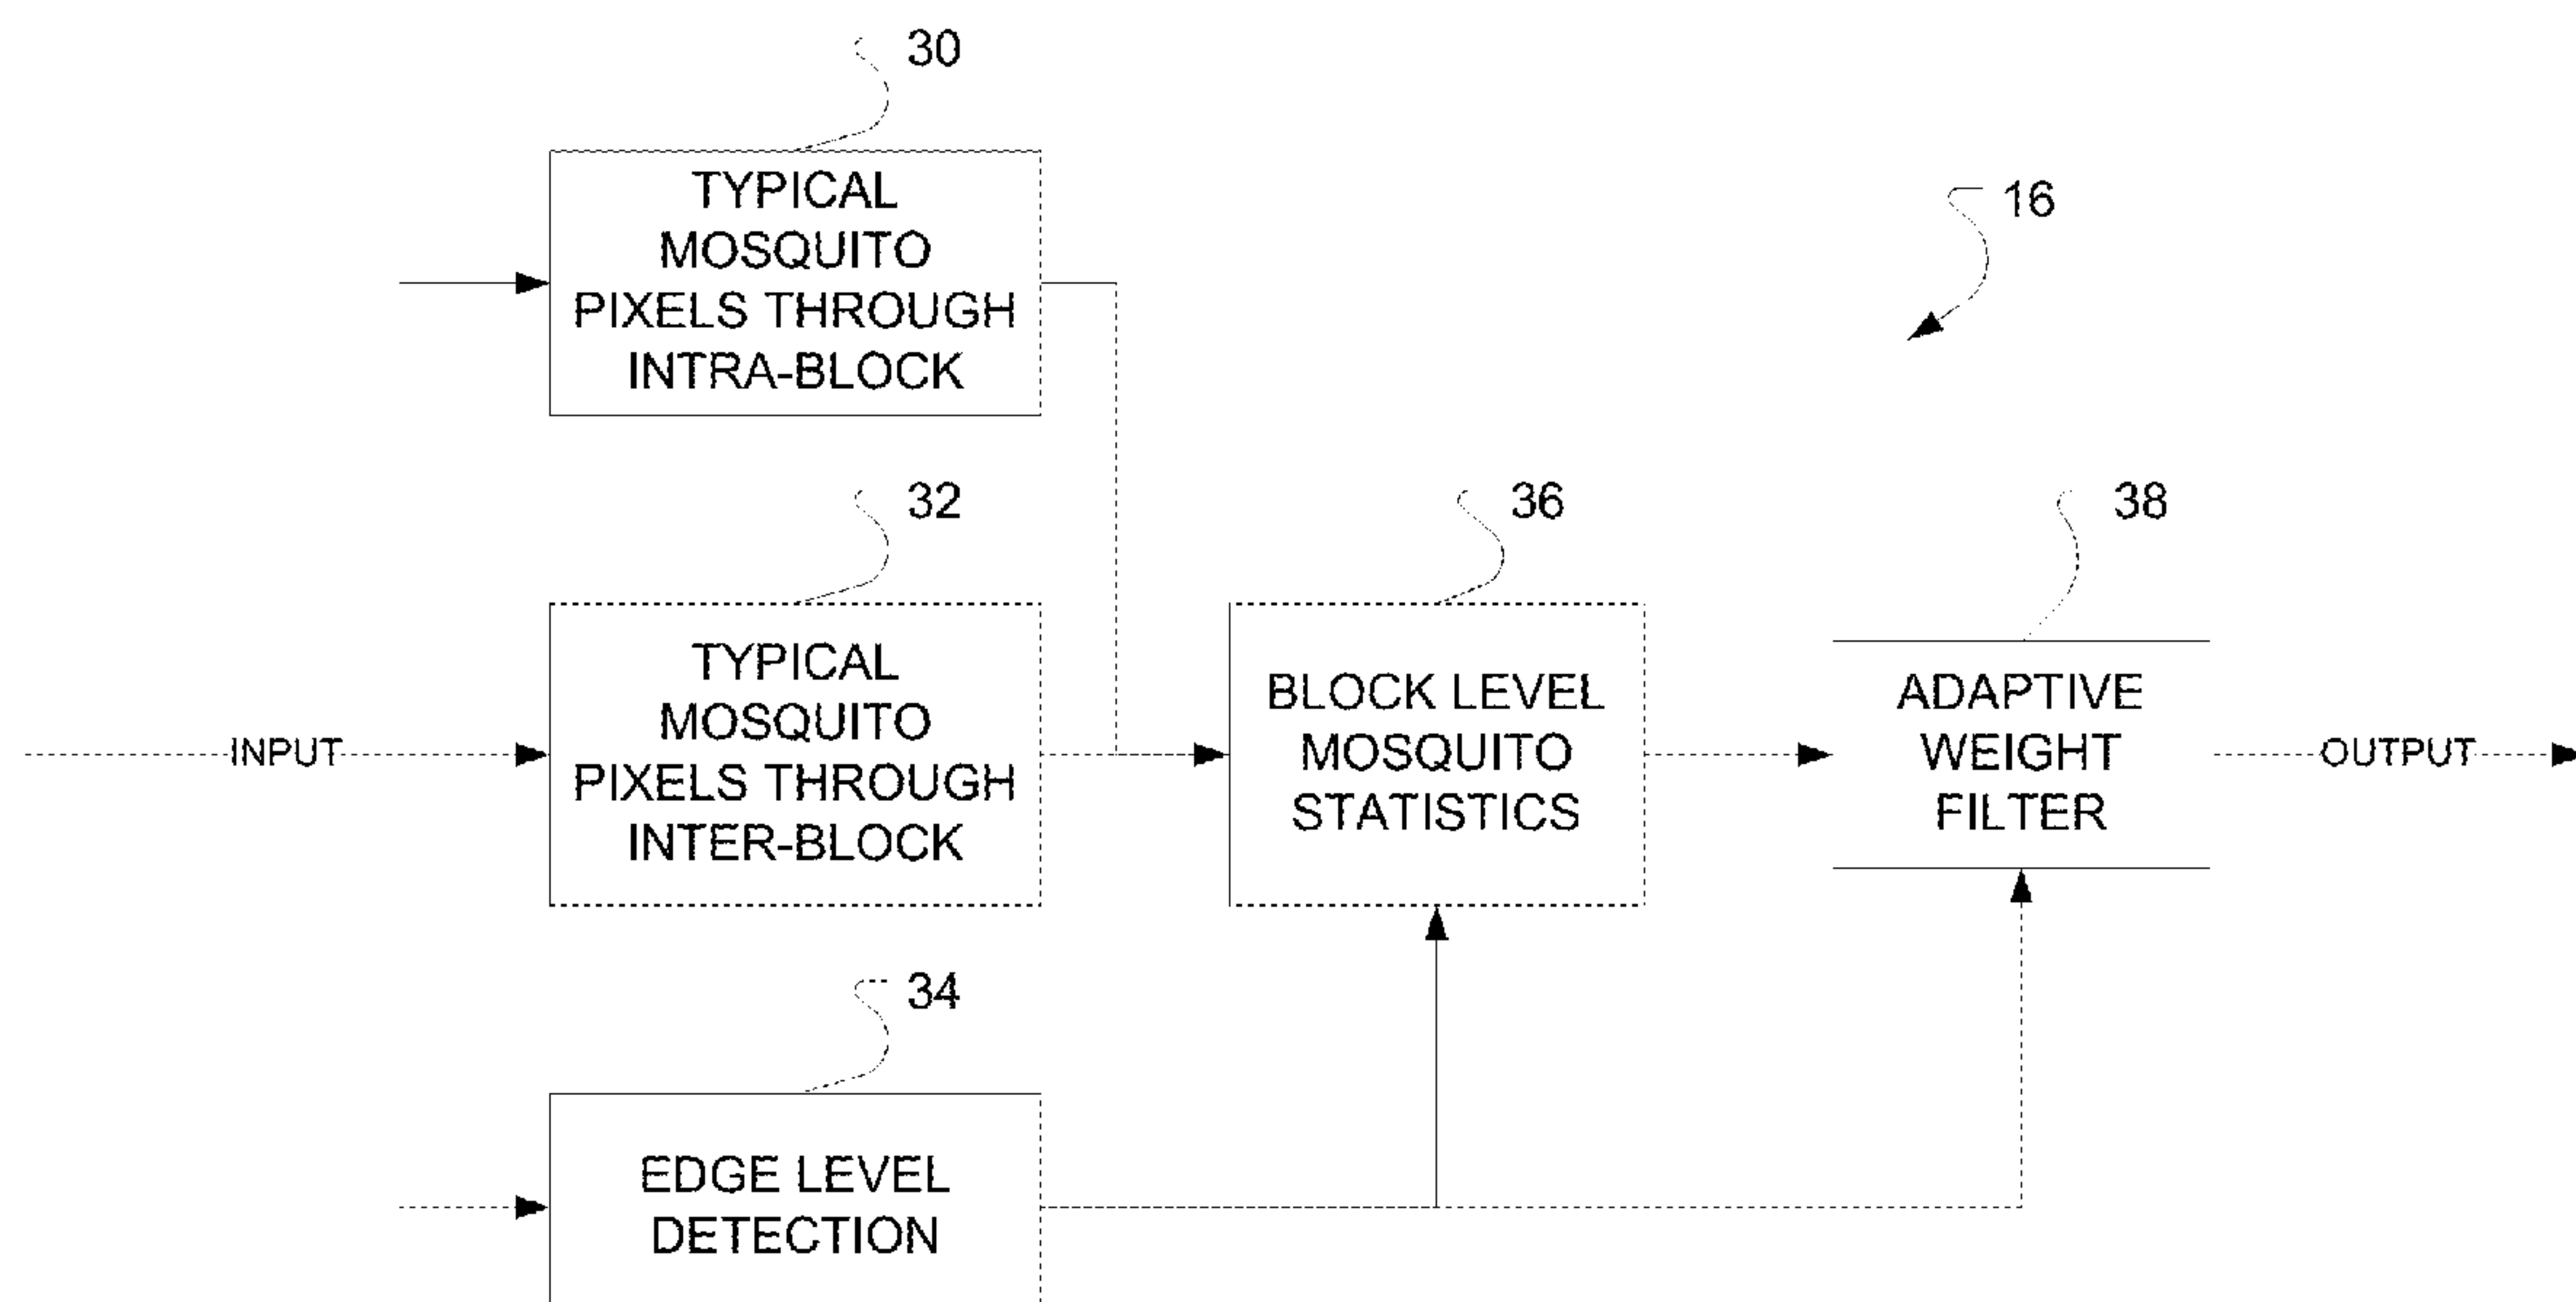 30
TYPICAL
MOSQUITO
PIXELS THROUGH
INTRA-BLOCK
16
32
TYPICAL
MOSQUITO
PIXELS THROUGH
INTER-BLOCK
36
BLOCK LEVEL
MOSQUITO
STATISTICS
38
ADAPTIVE
WEIGHT
FILTER
INPUT
OUTPUT
34
EDGE LEVEL
DETECTION